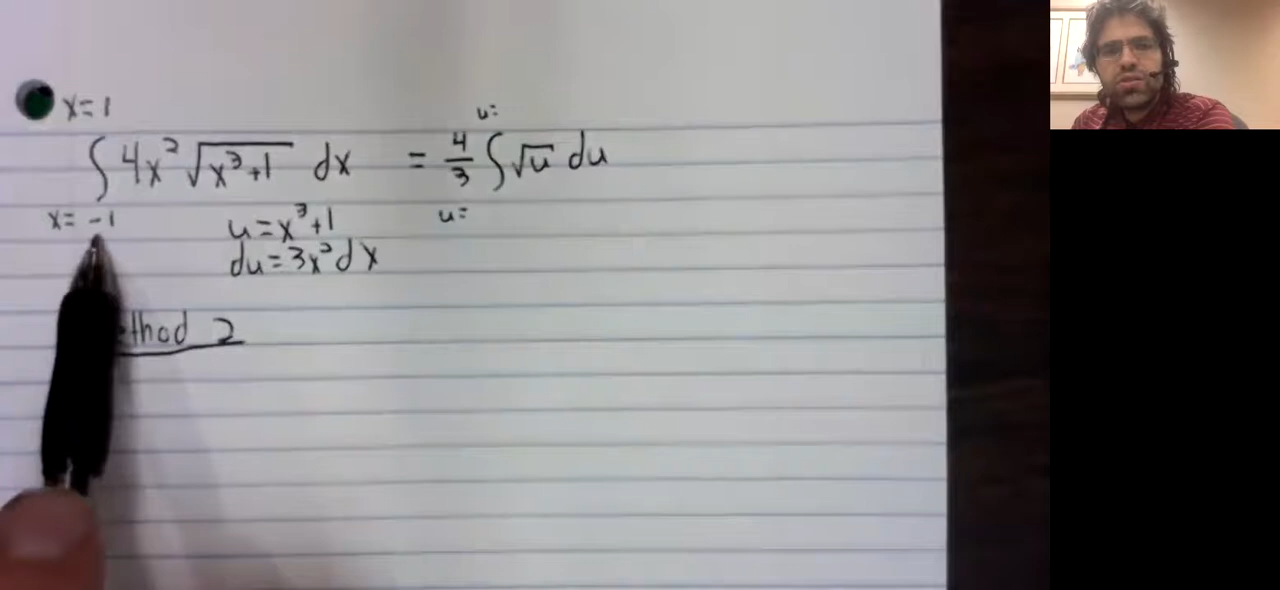 x=1
∫ 4x² √(x³+1) dx = 4/3 ∫ √u du
u=
x= -1
u=
u=x³+1
du=3x²dx
thod 2